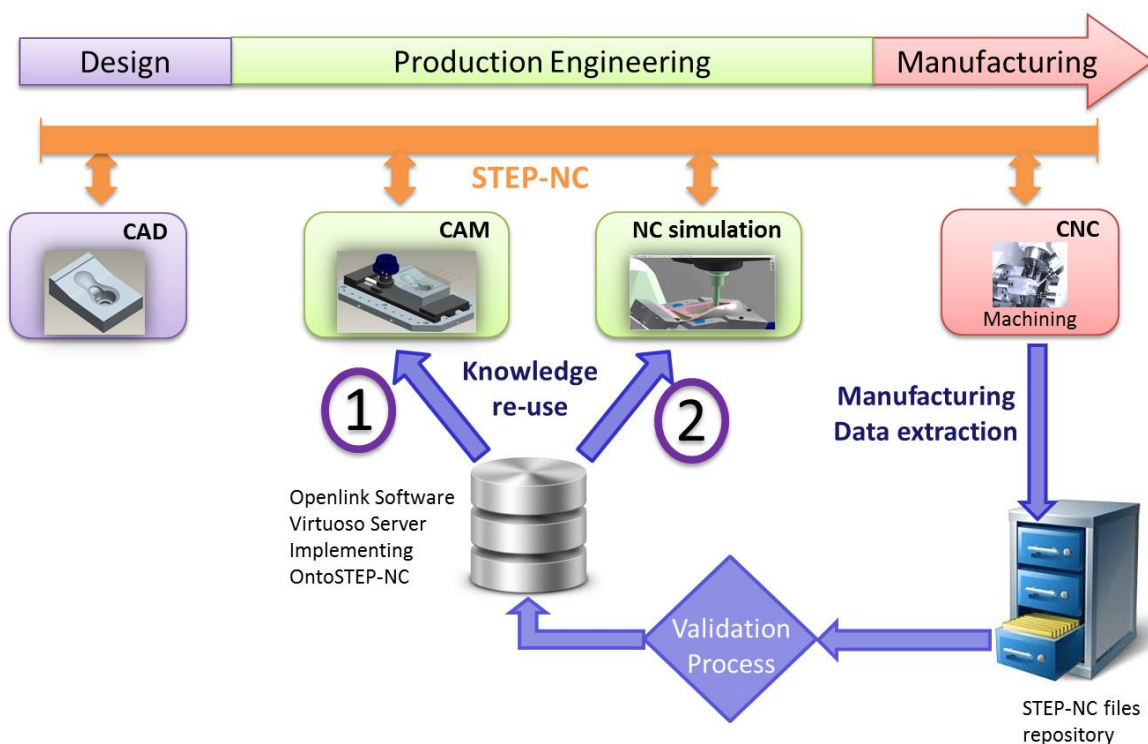 Design
Production Engineering
Manufacturing
STEP-NC
CAD
CAM
NC simulation
CNC
Machining
1
Knowledge
re-use
2
Manufacturing
Data extraction
Openlink Software
Virtuoso Server
Implementing
OntoSTEP-NC
Validation
Process
STEP-NC files
repository